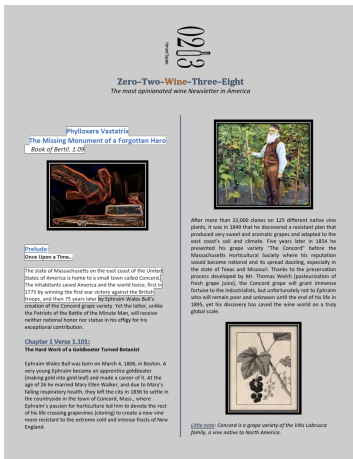 0203
Zero-Two-Wine-Three-Eight
The most opinionated wine Newsletter in America
Phylloxera Vastatrix
The Missing Monument of a Forgotten Hero
Book of Bertil. 1.09
Prelude:
Once Upon a Time...
The state of Massachusetts on the east coast of the United
States of America is home to a small town called Concord.
The inhabitants saved America and the world twice, first in
1775 by winning the first year victory against the British
troops, and then 75 years later by Ephraim Wales Bull's
creation of the Concord grape variety. Yet the latter, unlike
the Patriots of the Battle of the Minute Man, will receive
neither national honor nor statue in his effigy for his
exceptional contribution.
Chapter 1 Verse 1.101:
The Hard Work of a Goldbeater Turned Botanist
Ephraim Wales Bull was born on March 4, 1806, in Boston. A
very young Ephraim became an apprentice goldbeater
(making gold into gold leaf) and made a career of it. At the
age of 26 he married Mary Ellen Walker, and due to Mary's
failing respiratory health, they left the city in 1836 to settle in
the countryside in the town of Concord, Mass., where
Ephraim's passion for horticulture led him to devote the rest
of his life crossing grapevines (cloning) to create a new vine
more resistant to the extreme cold and intense frosts of New
England.
After more than 22,000 clones on 125 different native vine
plants, it was in 1849 that he discovered a resistant plan that
produced very sweet and aromatic grapes and adapted to the
east coast's soil and climate. Five years later in 1854 he
presented his grape variety "The Concord" before the
Massachusetts Horticultural Society where his reputation
would become national and its spread dazzling, especially in
the state of Texas and Missouri. Thanks to the preservation
process developed by Mr. Thomas Welch (pasteurization of
fresh grape juice), the Concord grape will grant immense
fortune to the industrialists, but unfortunately not to Ephraim
who will remain poor and unknown until the end of his life in
1895, yet his discovery has saved the wine world on a truly
global scale.
Little note: Concord is a grape variety of the Vitis Labrusca
family, a vine native to North America.